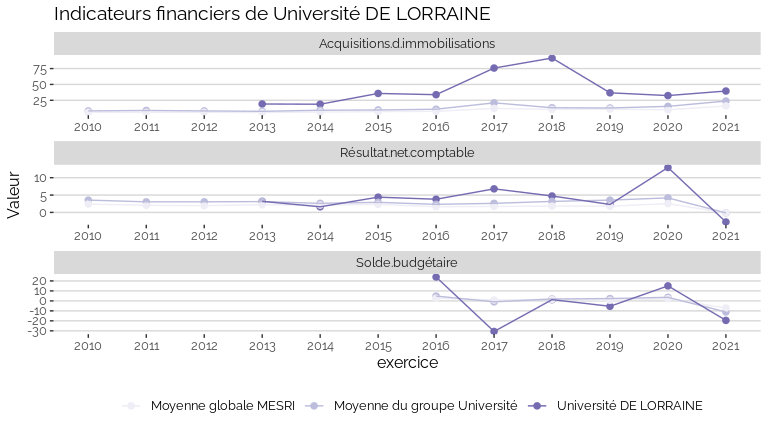 Indicateurs financiers de Université DE LORRAINE
Acquisitions.d.immobilisations
75
50
25
2010 2011 2012 2013 2014 2015 2016 2017 2018 2019 2020 2021
Résultat.net.comptable
10
5
0
2010 2011 2012 2013 2014 2015 2016 2017 2018 2019 2020 2021
Valeur
Solde.budgétaire
20
10
0
-10
-20
-30
2010 2011 2012 2013 2014 2015 2016 2017 2018 2019 2020 2021
exercice
Moyenne globale MESRI Moyenne du groupe Université Université DE LORRAINE